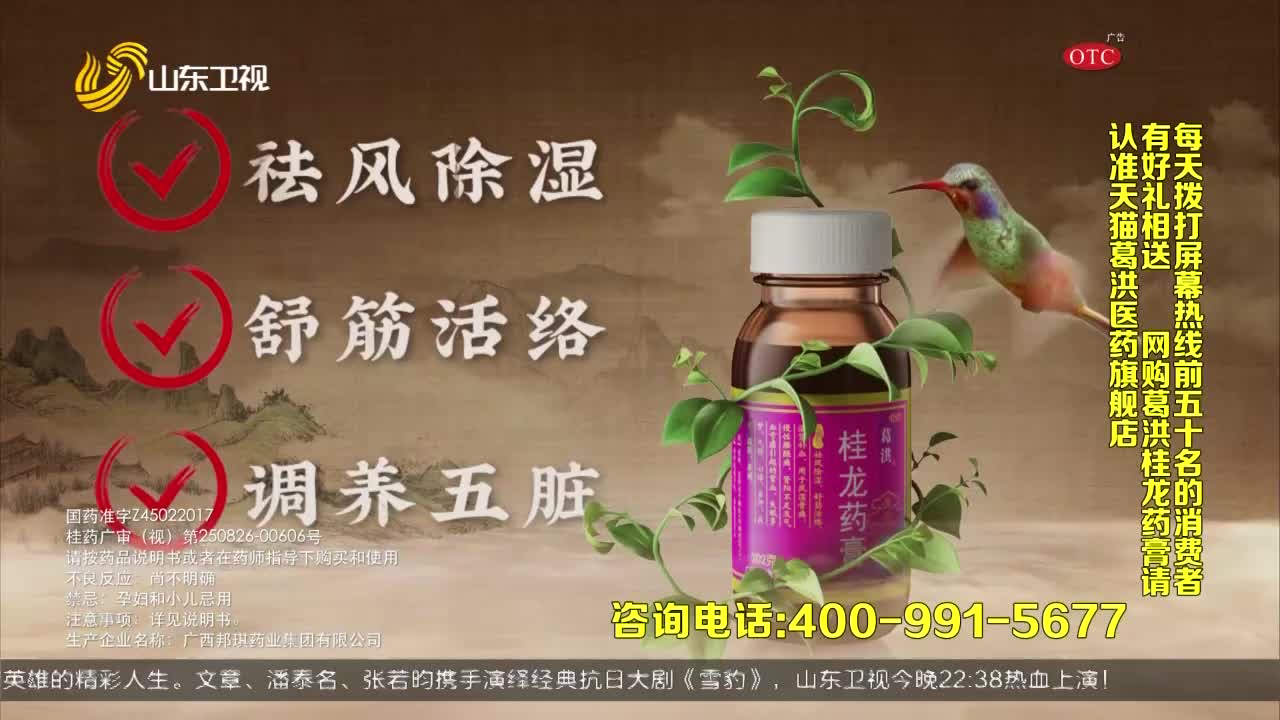 山东卫视
广告
OTC
祛风除湿
舒筋活络
调养五脏
每天拨打屏幕热线前五十名的消费者
有好礼相送 网购葛洪桂龙药膏请
认准天猫葛洪医药旗舰店
葛洪
桂龙药膏
国药准字Z45022017
桂药广审（视）第250826-00606号
请按药品说明书或者在药师指导下购买和使用
不良反应：尚不明确
禁忌：孕妇和小儿忌用
注意事项：详见说明书。
生产企业名称：广西邦琪药业集团有限公司
咨询电话:400-991-5677
英雄的精彩人生。文章、潘泰名、张若昀携手演绎经典抗日大剧《雪豹》，山东卫视今晚22:38热血上演！